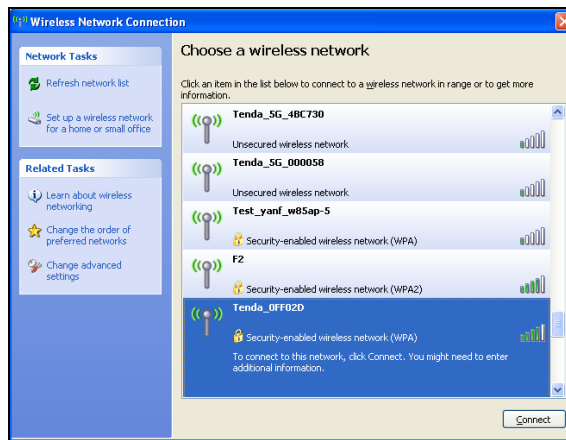 Wireless Network Connection
Network Tasks
Refresh network list
Set up a wireless network
for a home or small office
Related Tasks
Learn about wireless
networking
Change the order of
preferred networks
Change advanced
settings
Choose a wireless network
Click an item in the list below to connect to a wireless network in range or to get more
information.
Tenda_5G_4BC730
Unsecured wireless network
Tenda_5G_000058
Unsecured wireless network
Test_yanf_w85ap-5
Security-enabled wireless network (WPA)
F2
Security-enabled wireless network (WPA2)
Tenda_0FF02D
Security-enabled wireless network (WPA)
To connect to this network, click Connect. You might need to enter
additional information.
Connect